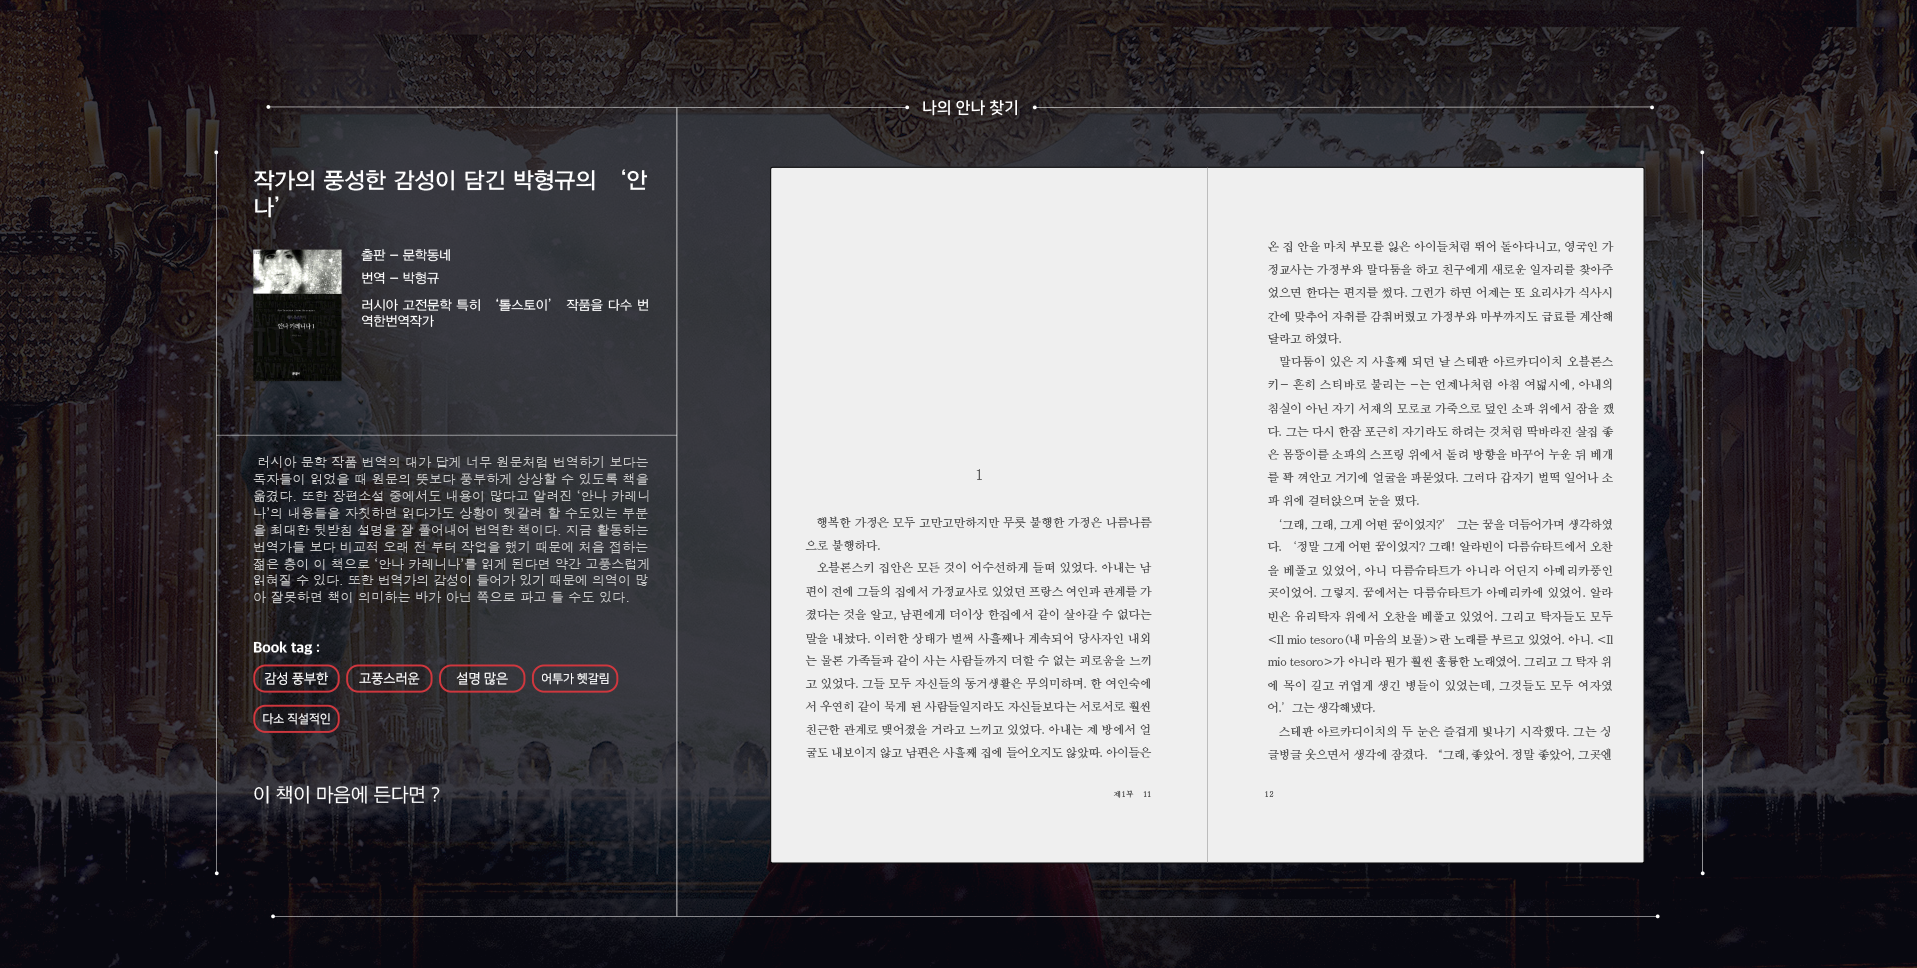 나의 안나 찾기
작가의 풍성한 감성이 담긴 박형규의 ‘안
나’
출판 – 문학동네
번역 – 박형규
러시아 고전문학 특히 ‘톨스토이’ 작품을 다수 번
역한번역작가
안나 카레니나 1
러시아 문학 작품 번역의 대가 답게 너무 원문처럼 번역하기 보다는
독자들이 읽었을 때 원문의 뜻보다 풍부하게 상상할 수 있도록 책을
옮겼다. 또한 장편소설 중에서도 내용이 많다고 알려진 ‘안나 카레니
나’의 내용들을 자칫하면 읽다가도 상황이 헷갈려 할 수도있는 부분
을 최대한 뒷받침 설명을 잘 풀어내어 번역한 책이다. 지금 활동하는
번역가들 보다 비교적 오래 전 부터 작업을 했기 때문에 처음 접하는
젊은 층이 이 책으로 ‘안나 카레니나’를 읽게 된다면 약간 고풍스럽게
읽혀질 수 있다. 또한 번역가의 감성이 들어가 있기 때문에 의역이 많
아 잘못하면 책이 의미하는 바가 아닌 쪽으로 파고 들 수도 있다.
Book tag :
감성 풍부한
고풍스러운
설명 많은
어투가 헷갈림
다소 직설적인
이 책이 마음에 든다면 ?
1
행복한 가정은 모두 고만고만하지만 무릇 불행한 가정은 나름나름
으로 불행하다.
오블론스키 집안은 모든 것이 어수선하게 들떠 있었다. 아내는 남
편이 전에 그들의 집에서 가정교사로 있었던 프랑스 여인과 관계를 가
졌다는 것을 알고, 남편에게 더이상 한집에서 같이 살아갈 수 없다는
말을 내놨다. 이러한 상태가 벌써 사흘째나 계속되어 당사자인 내외
는 물론 가족들과 같이 사는 사람들까지 더할 수 없는 괴로움을 느끼
고 있었다. 그들 모두 자신들의 동거생활은 무의미하며. 한 여인숙에
서 우연히 같이 묵게 된 사람들일지라도 자신들보다는 서로서로 훨씬
친근한 관계로 맺어졌을 거라고 느끼고 있었다. 아내는 제 방에서 얼
굴도 내보이지 않고 남편은 사흘째 집에 들어오지도 않았따. 아이들은
제1부 11
온 집 안을 마치 부모를 잃은 아이들처럼 뛰어 돌아다니고, 영국인 가
정교사는 가정부와 말다툼을 하고 친구에게 새로운 일자리를 찾아주
었으면 한다는 편지를 썼다. 그런가 하면 어제는 또 요리사가 식사시
간에 맞추어 자취를 감춰버렸고 가정부와 마부까지도 급료를 계산해
달라고 하였다.
말다툼이 있은 지 사흘째 되던 날 스테판 아르카디이치 오블론스
키– 흔히 스티바로 불리는 –는 언제나처럼 아침 여덟시에, 아내의
침실이 아닌 자기 서재의 모로코 가죽으로 덮인 소파 위에서 잠을 깼
다. 그는 다시 한잠 포근히 자기라도 하려는 것처럼 딱바라진 살집 좋
은 몸뚱이를 소파의 스프링 위에서 돌려 방향을 바꾸어 누운 뒤 베개
를 꽉 껴안고 거기에 얼굴을 파묻었다. 그러다 갑자기 벌떡 일어나 소
파 위에 걸터앉으며 눈을 떴다.
‘그래, 그래, 그게 어떤 꿈이었지?’ 그는 꿈을 더듬어가며 생각하였
다. ‘정말 그게 어떤 꿈이었지? 그래! 알라빈이 다름슈타트에서 오찬
을 베풀고 있었어, 아니 다름슈타트가 아니라 어딘지 아메리카풍인
곳이었어. 그렇지. 꿈에서는 다름슈타트가 아메리카에 있었어. 알라
빈은 유리탁자 위에서 오찬을 베풀고 있었어. 그리고 탁자들도 모두
<Il mio tesoro(내 마음의 보물)>란 노래를 부르고 있었어. 아니. <Il
mio tesoro>가 아니라 뭔가 훨씬 훌륭한 노래였어. 그리고 그 탁자 위
에 목이 길고 귀엽게 생긴 병들이 있었는데, 그것들도 모두 여자였
어.’ 그는 생각해냈다.
스테판 아르카디이치의 두 눈은 즐겁게 빛나기 시작했다. 그는 싱
글벙글 웃으면서 생각에 잠겼다. “그래, 좋았어. 정말 좋았어, 그곳엔
12